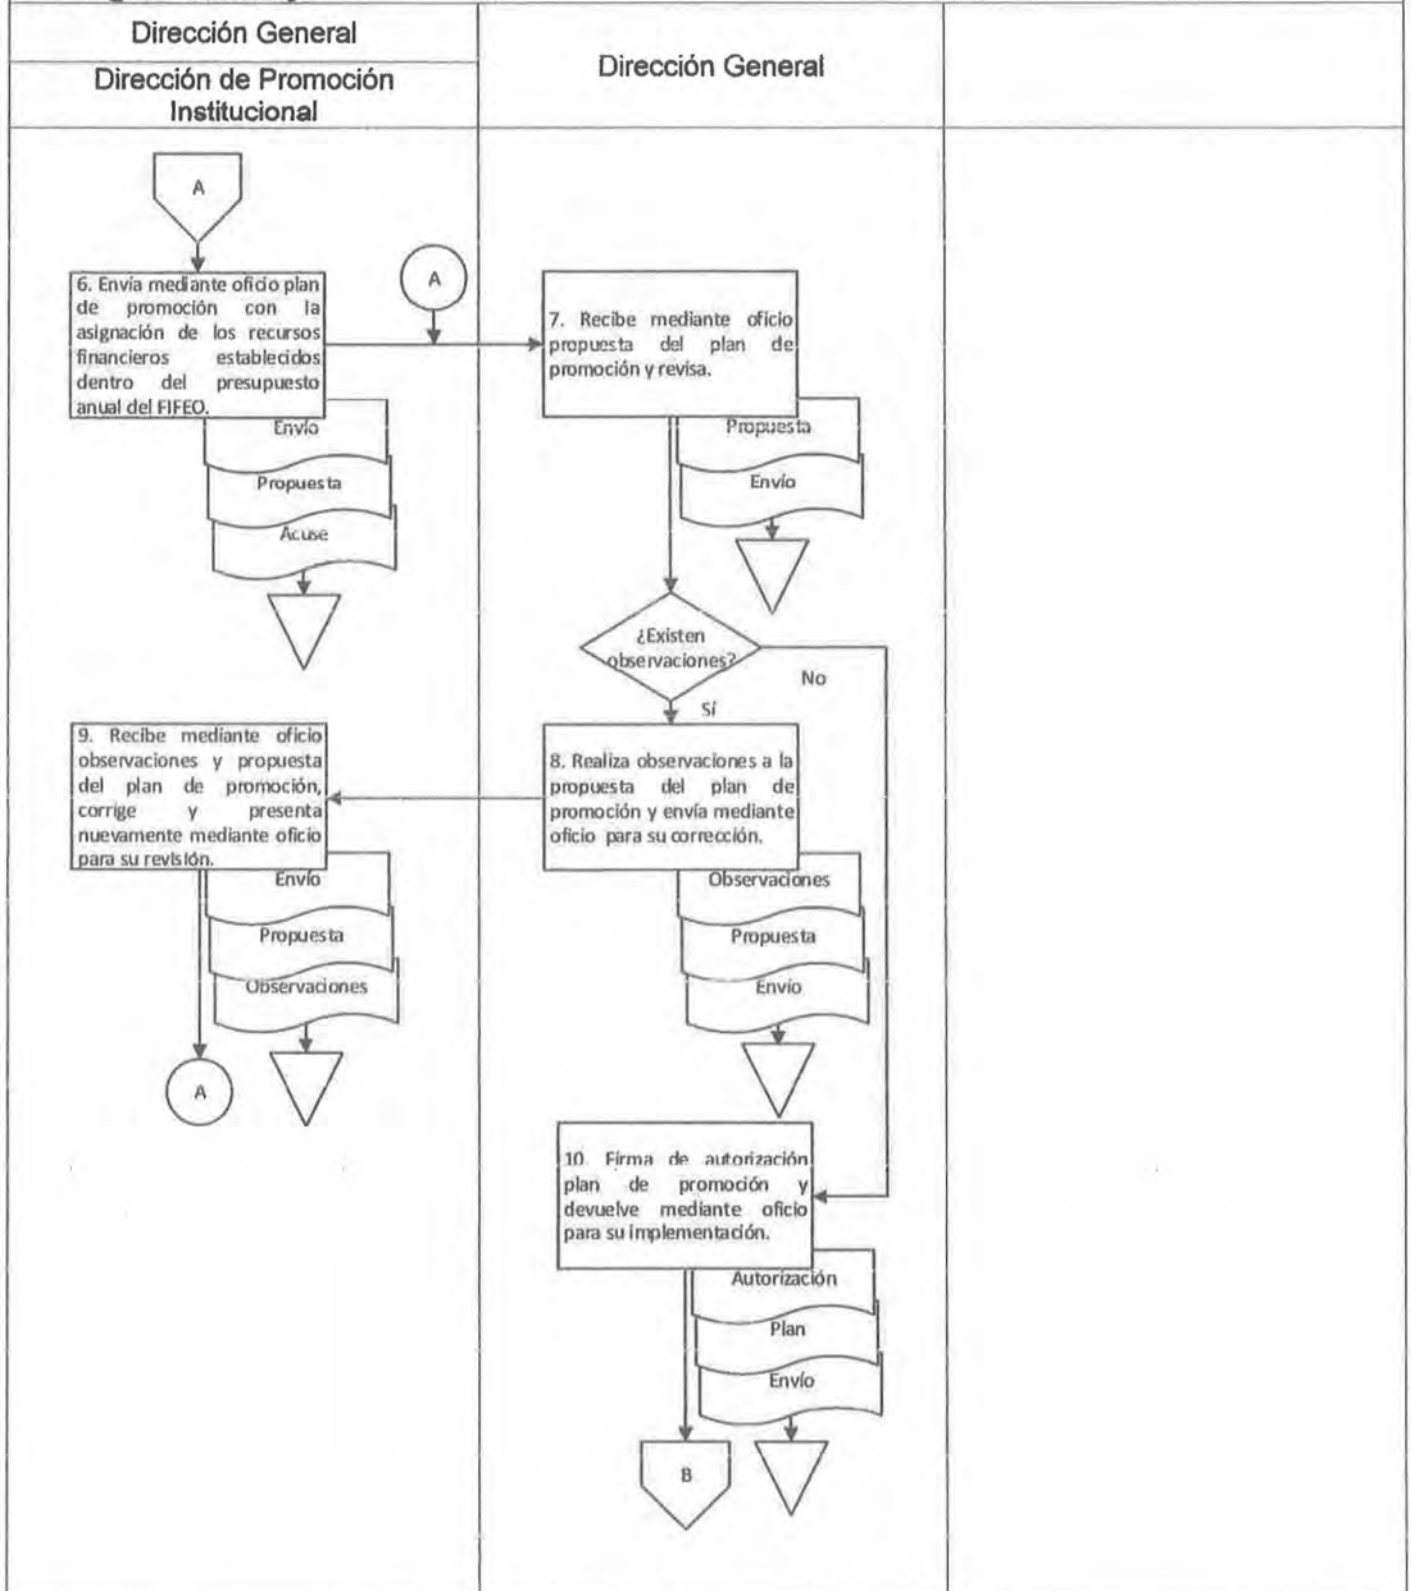 Dirección General
Dirección de Promoción
Institucional
Dirección General
A
6. Envía mediante oficio plan
de promoción con la
asignación de los recursos
financieros establecidos
dentro del presupuesto
anual del FIFEO.
Envío
Propuesta
Acuse
A
7. Recibe mediante oficio
propuesta del plan de
promoción y revisa.
Propuesta
Envío
¿Existen
observaciones?
No
Sí
8. Realiza observaciones a la
propuesta del plan de
promoción y envía mediante
oficio para su corrección.
Observaciones
Propuesta
Envío
9. Recibe mediante oficio
observaciones y propuesta
del plan de promoción,
corrige y presenta
nuevamente mediante oficio
para su revisión.
Envío
Propuesta
Observaciones
A
10. Firma de autorización
plan de promoción y
devuelve mediante oficio
para su implementación.
Autorización
Plan
Envío
B